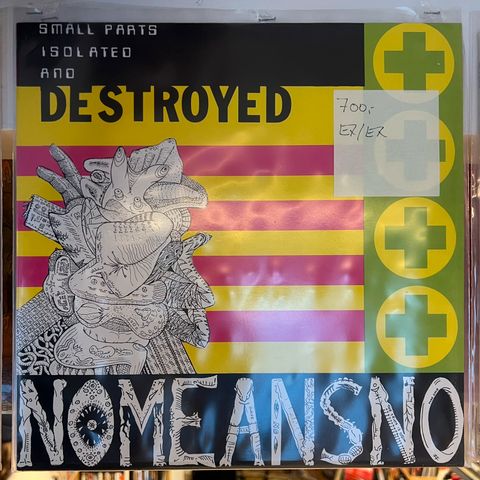 SMALL PARTS
ISOLATED
AND
DESTROYED
700,-
EX/EX
NOMEANSNO